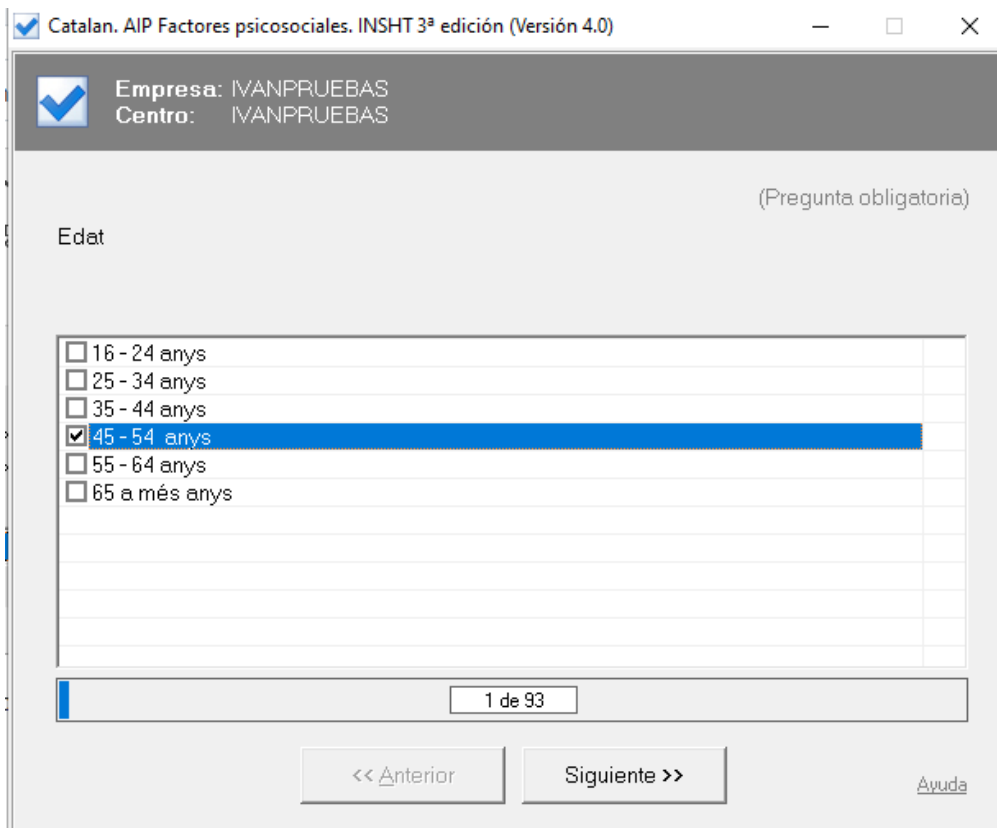 Catalan. AIP Factores psicosociales. INSHT 3ª edición (Versión 4.0)
Empresa: IVANPRUEBAS
Centro: IVANPRUEBAS
(Pregunta obligatoria)
Edat
16 - 24 anys
25 - 34 anys
35 - 44 anys
45 - 54 anys
55 - 64 anys
65 a més anys
1 de 93
<< Anterior
Siguiente >>
Ayuda